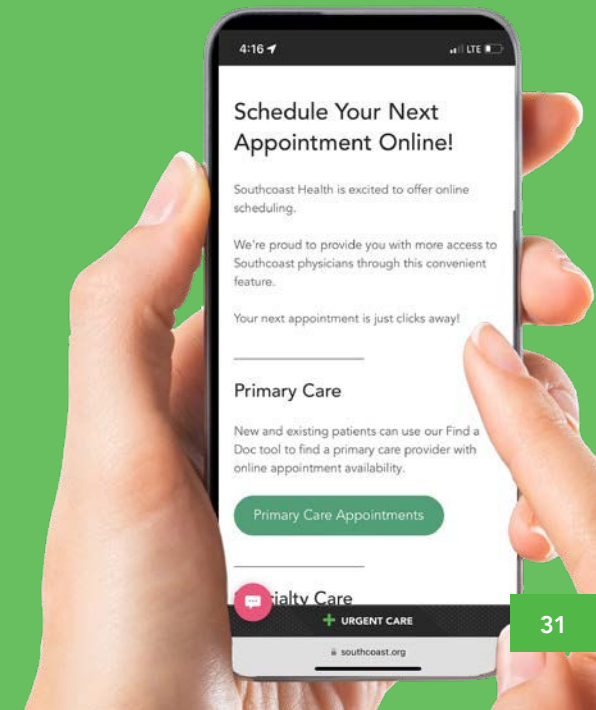 4:16
LTE
Schedule Your Next
Appointment Online!
Southcoast Health is excited to offer online
scheduling.
We're proud to provide you with more access to
Southcoast physicians through this convenient
feature.
Your next appointment is just clicks away!
Primary Care
New and existing patients can use our Find a
Doc tool to find a primary care provider with
online appointment availability.
Primary Care Appointments
ialty Care
URGENT CARE
31
southcoast.org